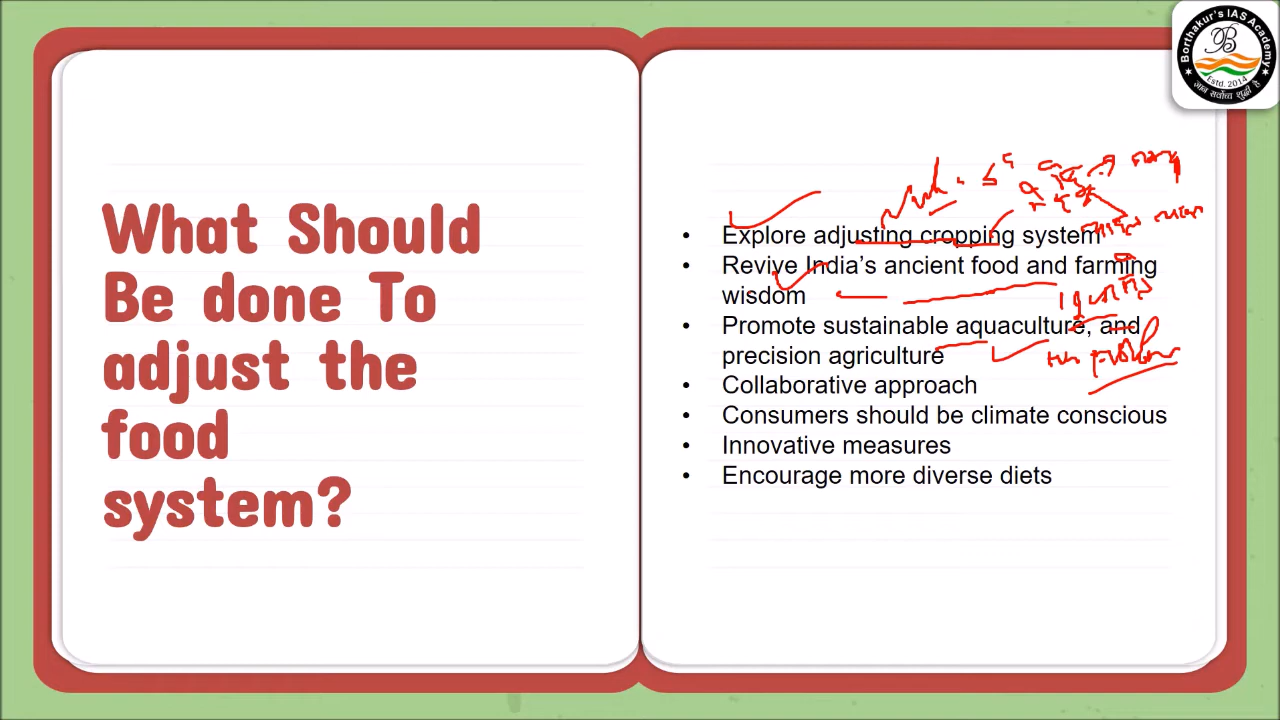 Borthakur's IAS Academy
Estd. 2014
ज्ञान सर्वोच्च शुद्धी है
What Should
Be done To
adjust the
food
system?
• Explore adjusting cropping system
• Revive India's ancient food and farming
wisdom
• Promote sustainable aquaculture, and
precision agriculture
• Collaborative approach
• Consumers should be climate conscious
• Innovative measures
• Encourage more diverse diets